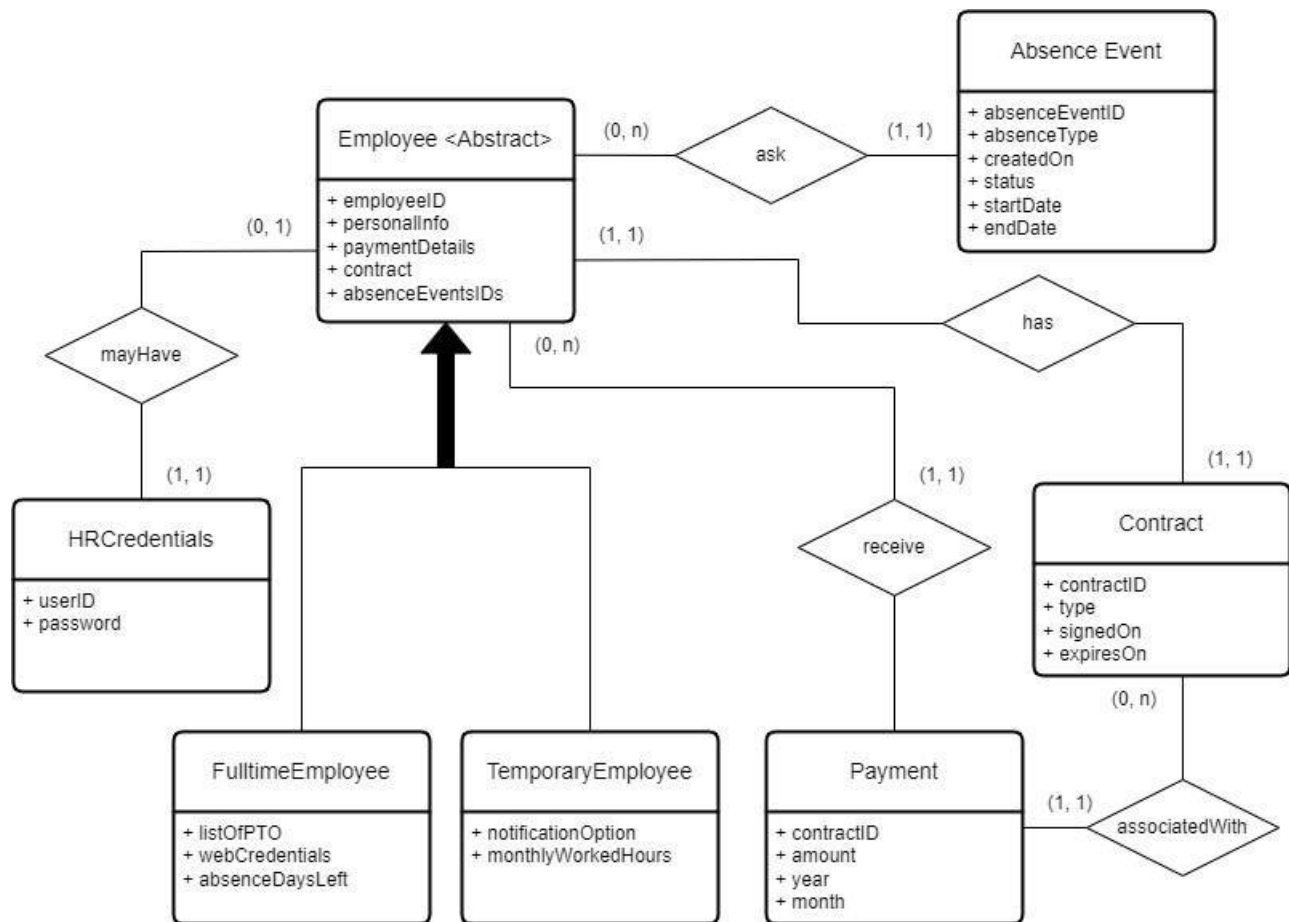 Absence Event
+ absenceEventID
+ absenceType
+ createdOn
+ status
+ startDate
+ endDate
Employee <Abstract>
+ employeeID
+ personalInfo
+ paymentDetails
+ contract
+ absenceEventsIDs
(0, n)
ask
(1, 1)
(0, 1)
(1, 1)
mayHave
(0, n)
has
(1, 1)
HRCredentials
+ userID
+ password
(1, 1)
receive
(1, 1)
Contract
+ contractID
+ type
+ signedOn
+ expiresOn
(0, n)
FulltimeEmployee
+ listOfPTO
+ webCredentials
+ absenceDaysLeft
TemporaryEmployee
+ notificationOption
+ monthlyWorkedHours
Payment
+ contractID
+ amount
+ year
+ month
(1, 1)
associatedWith